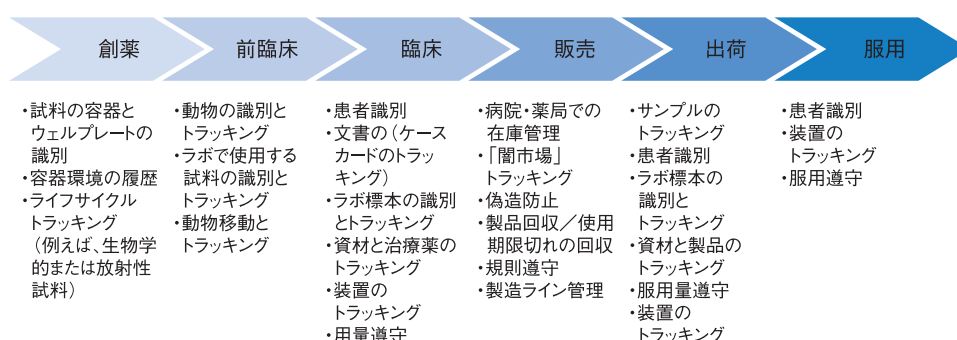 創薬
前臨床
臨床
販売
出荷
服用
・試料の容器と
ウェルプレートの
識別
・容器環境の履歴
・ライフサイクル
トラッキング
（例えば、生物学
的または放射性
試料）
・動物の識別と
トラッキング
・ラボで使用する
試料の識別と
トラッキング
・動物移動と
トラッキング
・患者識別
・文書の（ケース
カードのトラッ
キング）
・ラボ標本の識別
とトラッキング
・資材と治療薬の
トラッキング
・装置の
トラッキング
・用量遵守
・病院・薬局での
在庫管理
・「闇市場」
トラッキング
・偽造防止
・製品回収／使用
期限切れの回収
・規則遵守
・製造ライン管理
・サンプルの
トラッキング
・患者識別
・ラボ標本の
識別と
トラッキング
・資材と製品の
トラッキング
・服用量遵守
・装置の
トラッキング
・患者識別
・装置の
トラッキング
・服用遵守